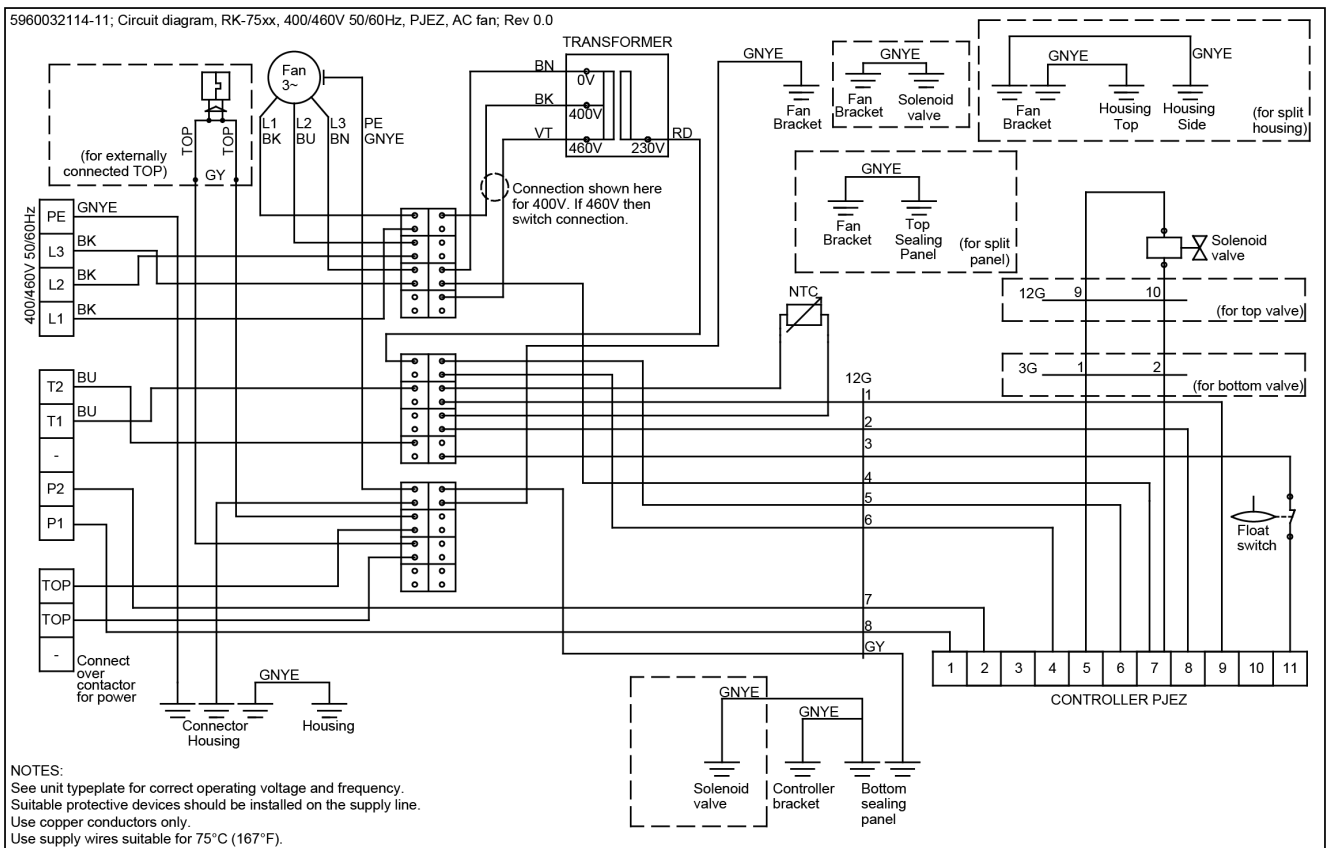 5960032114-11; Circuit diagram, RK-75xx, 400/460V 50/60Hz, PJEZ, AC fan; Rev 0.0
TOP
TOP
(for externally
connected TOP)
GY
Fan
3~
L1
BK
L2
BU
L3
BN
PE
GNYE
TRANSFORMER
BN
0V
BK
400V
VT
460V
230V
RD
Connection shown here
for 400V. If 460V then
switch connection.
GNYE
Fan
Bracket
GNYE
Fan
Bracket
Solenoid
valve
GNYE
GNYE
Fan
Bracket
Housing
Top
Housing
Side
(for split
housing)
GNYE
Fan
Bracket
Top
Sealing
Panel
(for split
panel)
Solenoid
valve
12G
9
10
(for top valve)
3G
1
2
(for bottom valve)
NTC
400/460V 50/60Hz
PE
GNYE
L3
BK
L2
BK
L1
BK
T2
BU
T1
BU
-
P2
P1
TOP
TOP
-
Connect
over
contactor
for power
12G
1
2
3
4
5
6
7
8
GY
Float
switch
1
2
3
4
5
6
7
8
9
10
11
CONTROLLER PJEZ
Connector
Housing
GNYE
Housing
GNYE
GNYE
Solenoid
valve
Controller
bracket
Bottom
sealing
panel
NOTES:
See unit typeplate for correct operating voltage and frequency.
Suitable protective devices should be installed on the supply line.
Use copper conductors only.
Use supply wires suitable for 75°C (167°F).